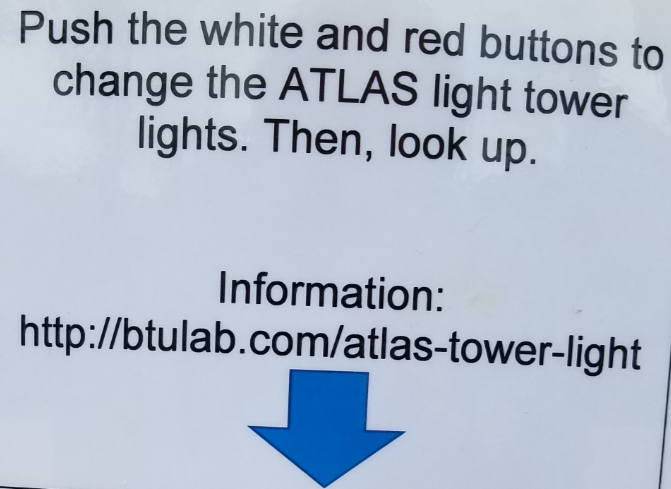 Push the white and red buttons to
change the ATLAS light tower
lights. Then, look up.
Information:
http://btulab.com/atlas-tower-light